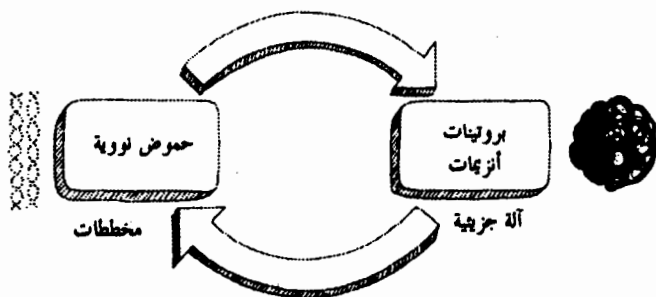 حموض نووية
مخططات
بروتينات
أنزيمات
آلة جزيئية